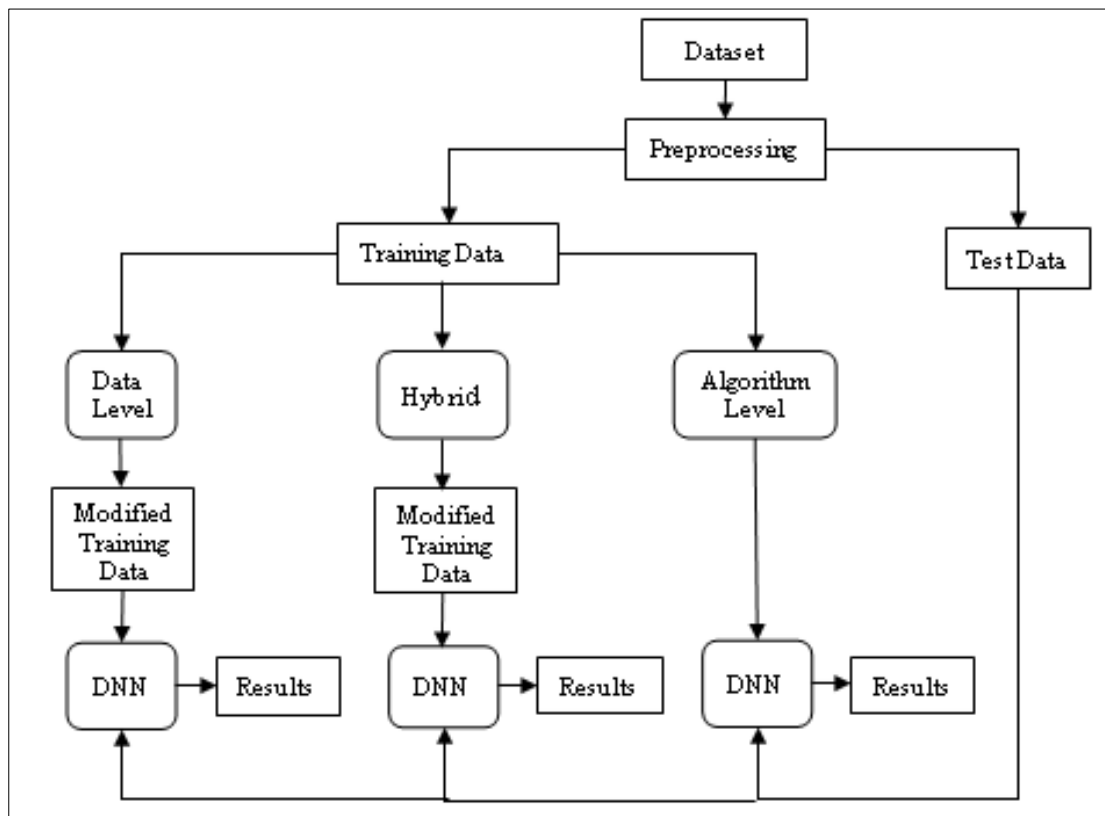 Dataset
Preprocessing
Training Data
Test Data
Data
Level
Hybrid
Algorithm
Level
Modified
Training
Data
Modified
Training
Data
DNN
Results
DNN
Results
DNN
Results